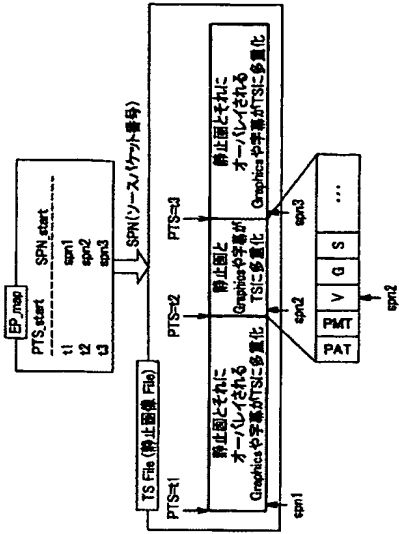 EP_map
PTS_start SPN_start
t1 spn1
t2 spn2
t3 spn3
SPN(ソースパケット番号)
TS File (静止画像 File)
PTS=t1
PTS=t2
PTS=t3
静止画とそれに
オーバレイされる
Graphicsや字幕がTSに多重化
静止画と
Graphicsや字幕が
TSに多重化
静止画とそれに
オーバレイされる
Graphicsや字幕がTSに多重化
spn1
spn2
spn3
PAT PMT V G S ...
spn2